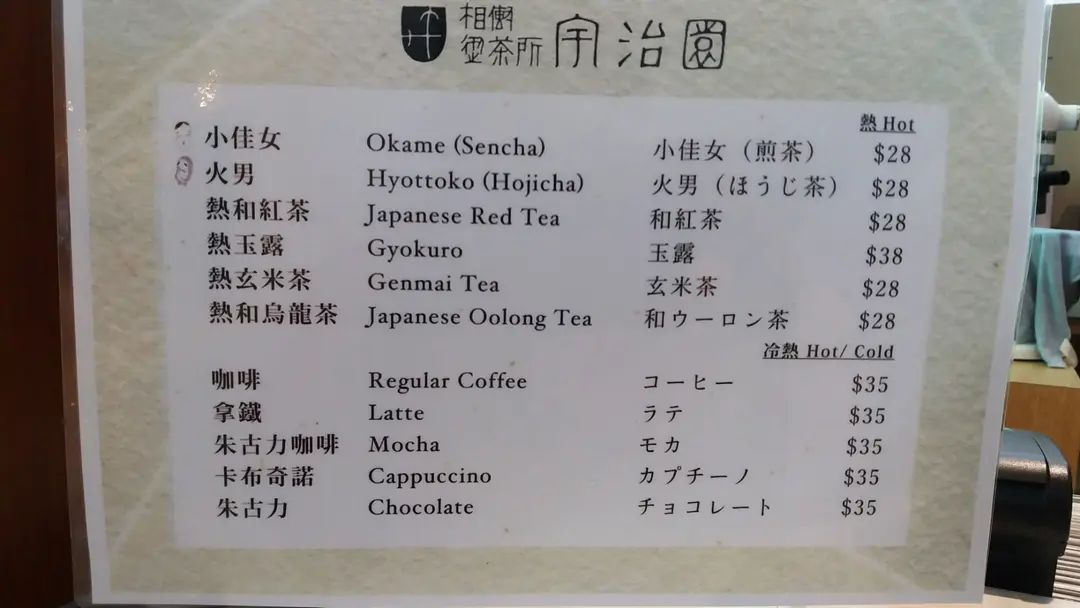 御茶所 宇治園
熱 Hot
小佳女 Okame (Sencha) 小佳女（煎茶） $28
火男 Hyottoko (Hojicha) 火男（ほうじ茶） $28
熱和紅茶 Japanese Red Tea 和紅茶 $28
熱玉露 Gyokuro 玉露 $38
熱玄米茶 Genmai Tea 玄米茶 $28
熱和烏龍茶 Japanese Oolong Tea 和ウーロン茶 $28
冷熱 Hot/ Cold
咖啡 Regular Coffee コーヒー $35
拿鐵 Latte ラテ $35
朱古力咖啡 Mocha モカ $35
卡布奇諾 Cappuccino カプチーノ $35
朱古力 Chocolate チョコレート $35